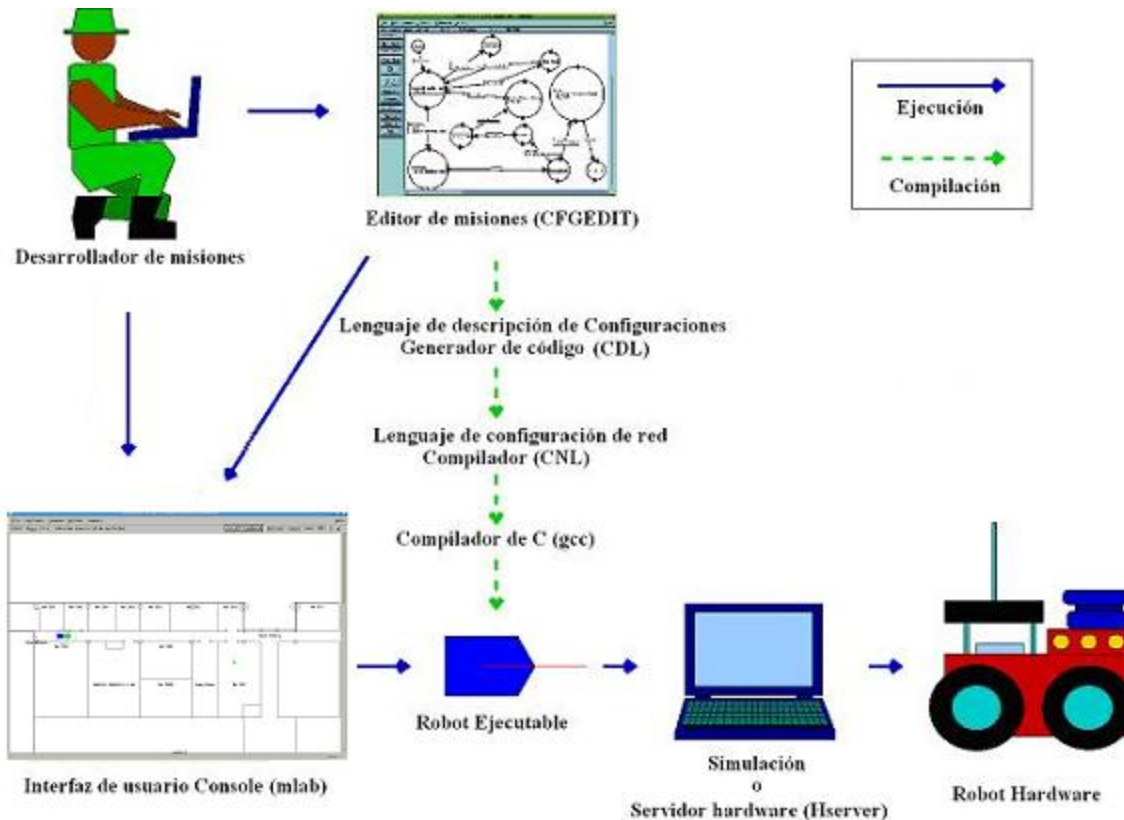 Ejecución
Compilación
Editor de misiones (CFGEDIT)
Desarrollador de misiones
Lenguaje de descripción de Configuraciones
Generador de código (CDL)
Lenguaje de configuración de red
Compilador (CNL)
Compilador de C (gcc)
Robot Ejecutable
Interfaz de usuario Console (mlab)
Simulación
o
Servidor hardware (Hserver)
Robot Hardware